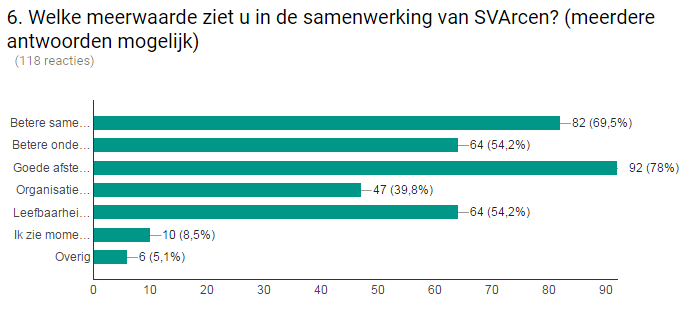 6. Welke meerwaarde ziet u in de samenwerking van SVArcen? (meerdere
antwoorden mogelijk)
(118 reacties)
Betere same... 82 (69,5%)
Betere onde... 64 (54,2%)
Goede afste... 92 (78%)
Organisatie... 47 (39,8%)
Leefbaarhei... 64 (54,2%)
Ik zie mome... 10 (8,5%)
Overig 6 (5,1%)
0 10 20 30 40 50 60 70 80 90